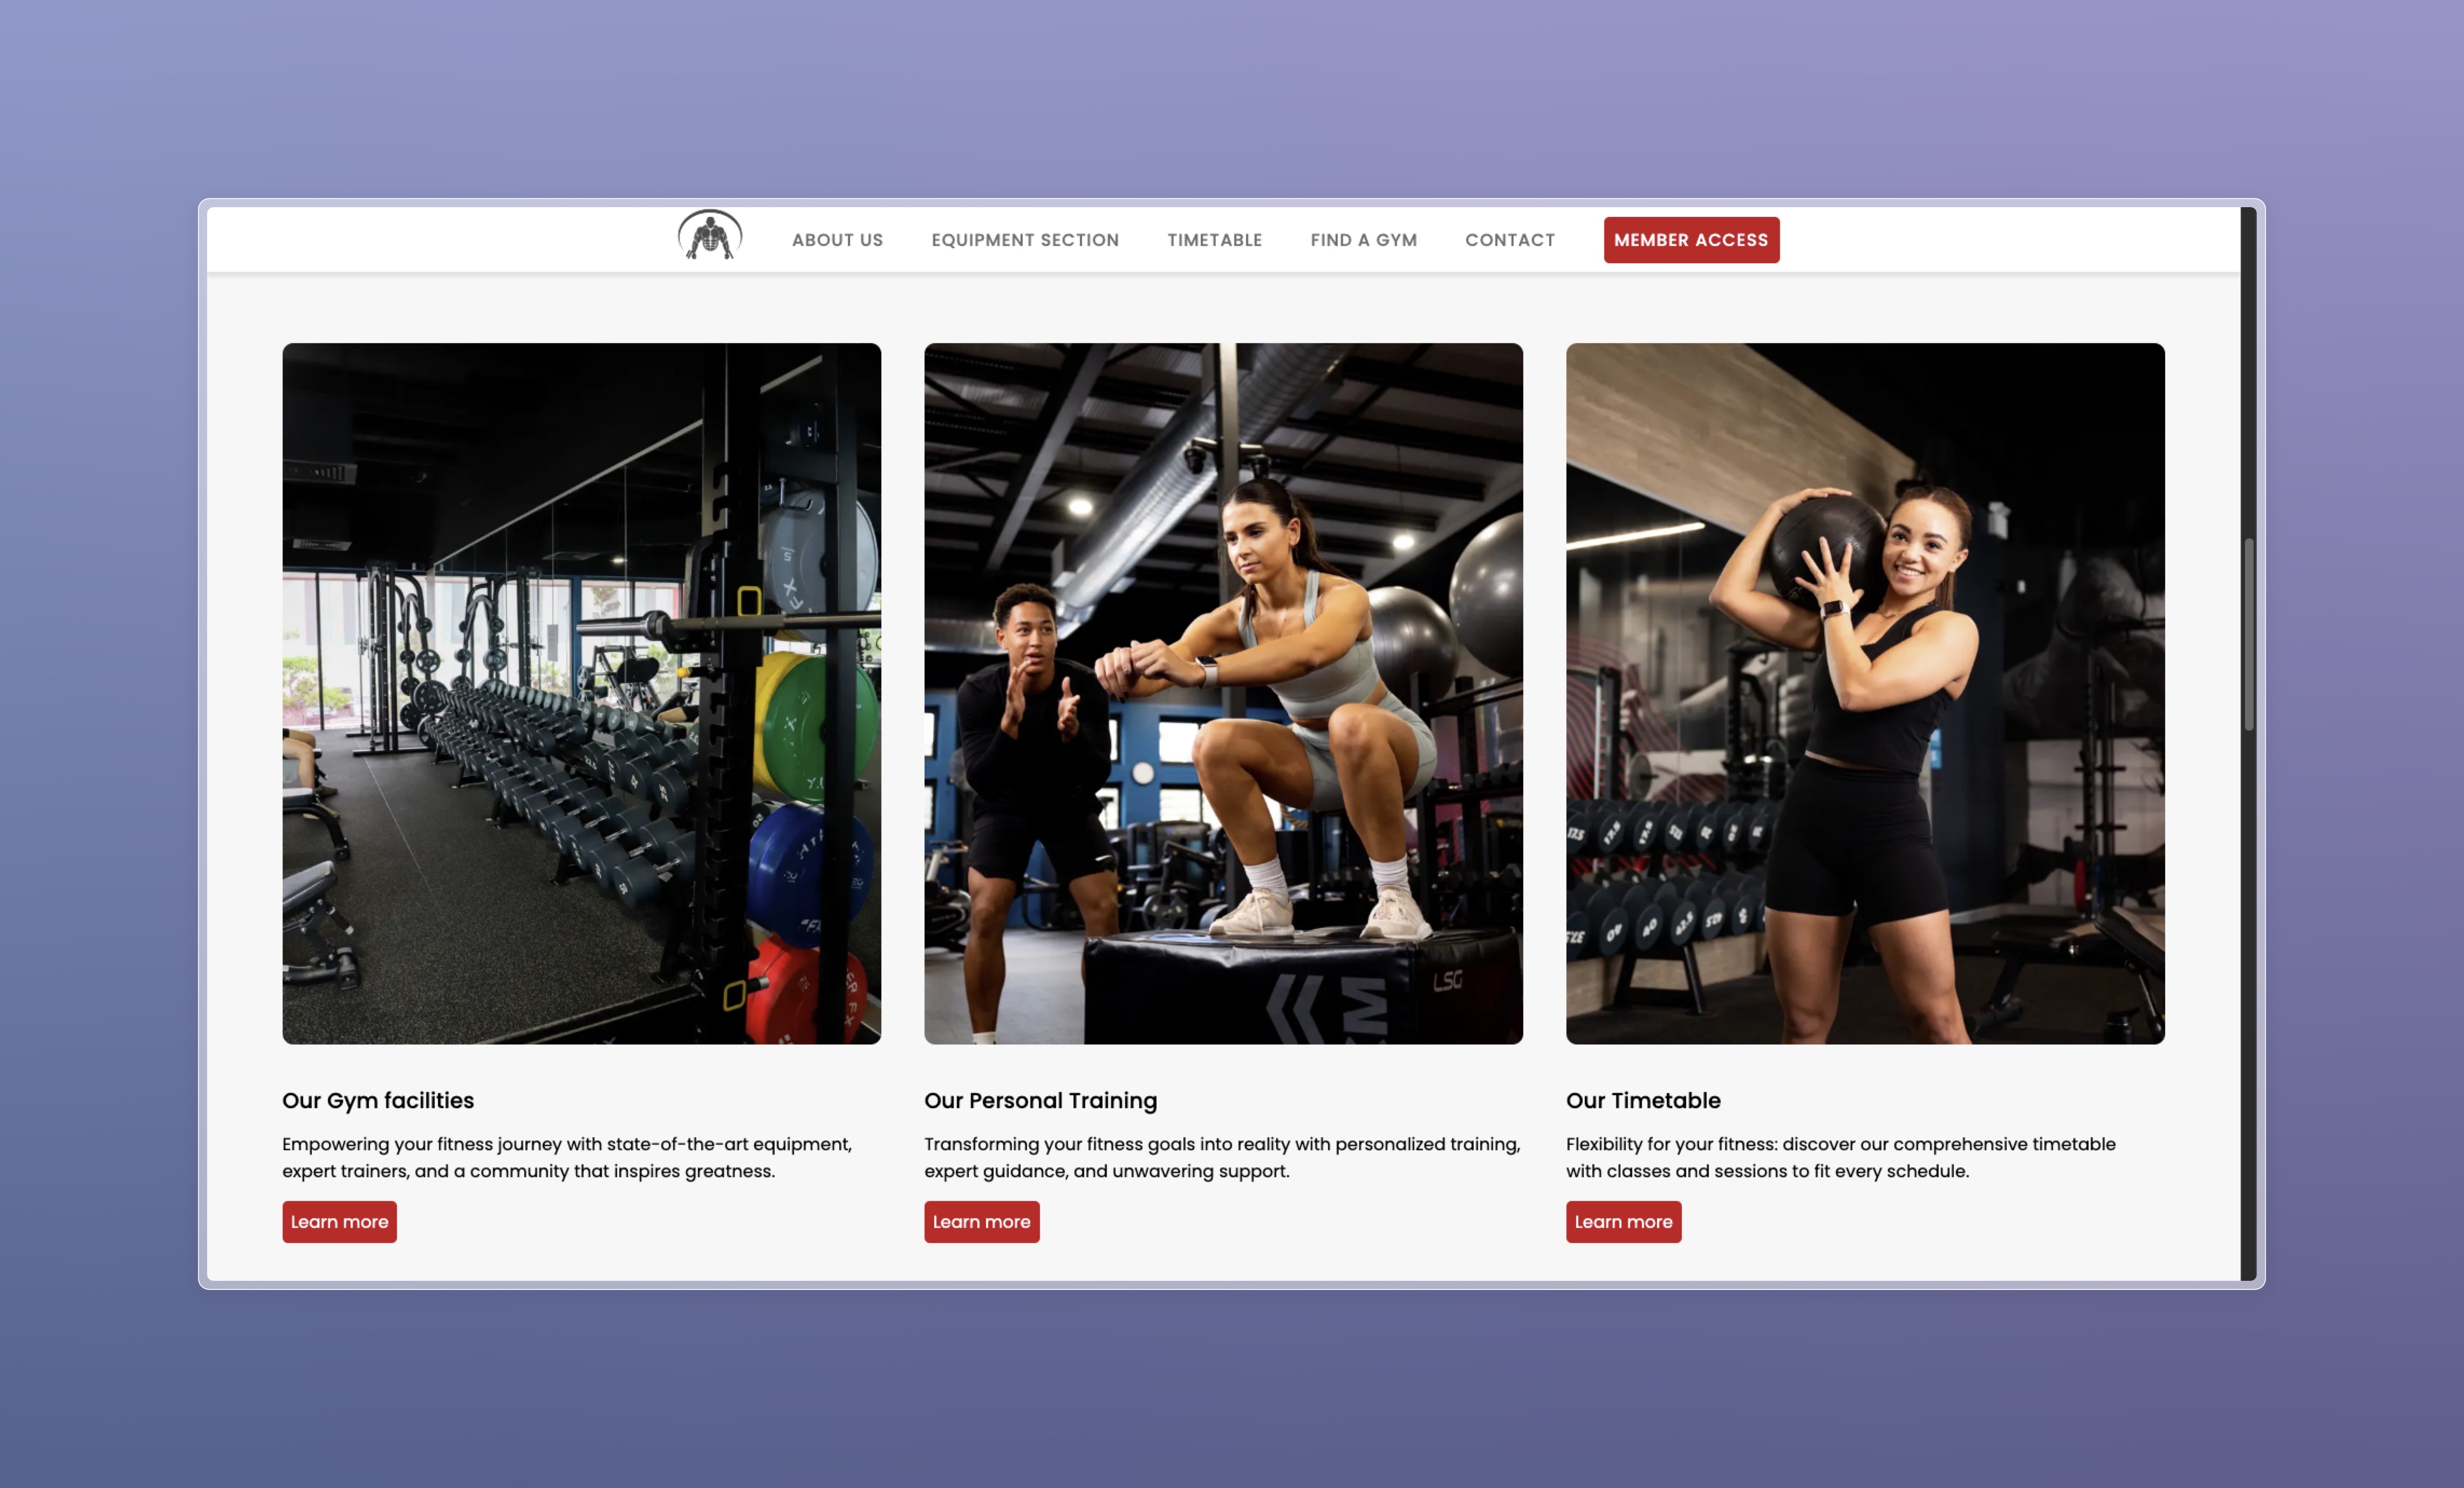 ABOUT US
EQUIPMENT SECTION
TIMETABLE
FIND A GYM
CONTACT
MEMBER ACCESS
LSG
Our Gym facilities
Empowering your fitness journey with state-of-the-art equipment,
expert trainers, and a community that inspires greatness.
Learn more
Our Personal Training
Transforming your fitness goals into reality with personalized training,
expert guidance, and unwavering support.
Learn more
Our Timetable
Flexibility for your fitness: discover our comprehensive timetable
with classes and sessions to fit every schedule.
Learn more